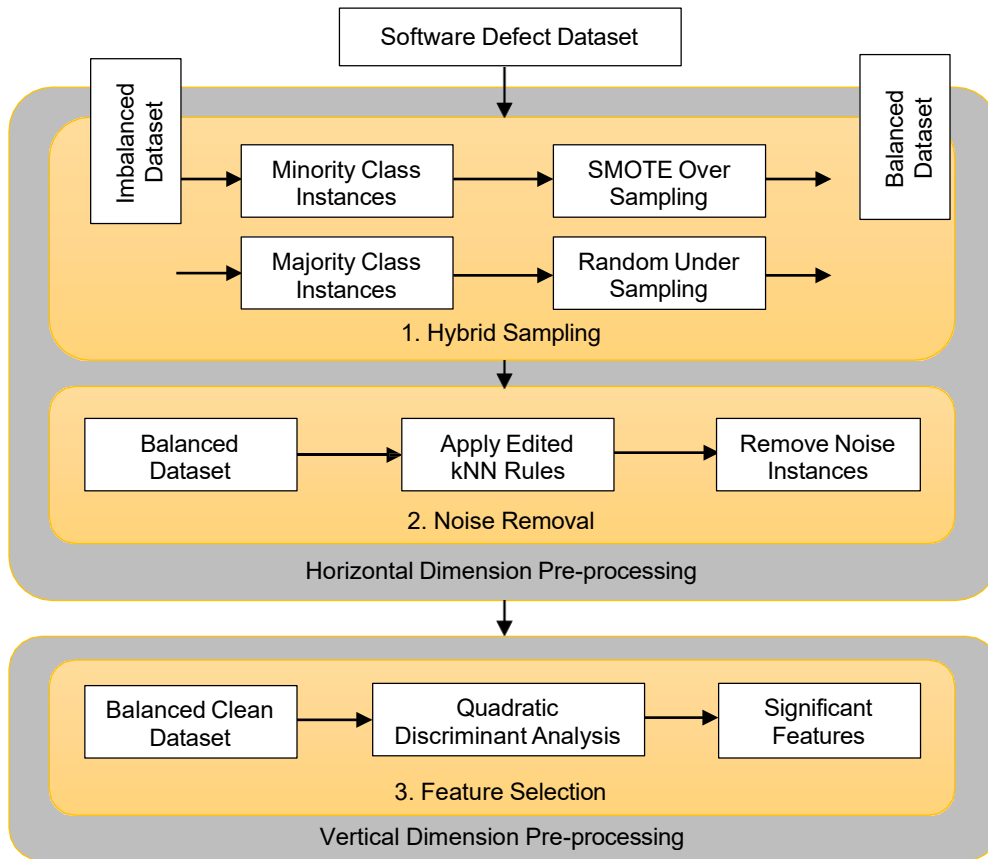 Software Defect Dataset
Imbalanced
Dataset
Balanced
Dataset
Minority Class
Instances
SMOTE Over
Sampling
Majority Class
Instances
Random Under
Sampling
1. Hybrid Sampling
Balanced
Dataset
Apply Edited
kNN Rules
Remove Noise
Instances
2. Noise Removal
Horizontal Dimension Pre-processing
Balanced Clean
Dataset
Quadratic
Discriminant Analysis
Significant
Features
3. Feature Selection
Vertical Dimension Pre-processing